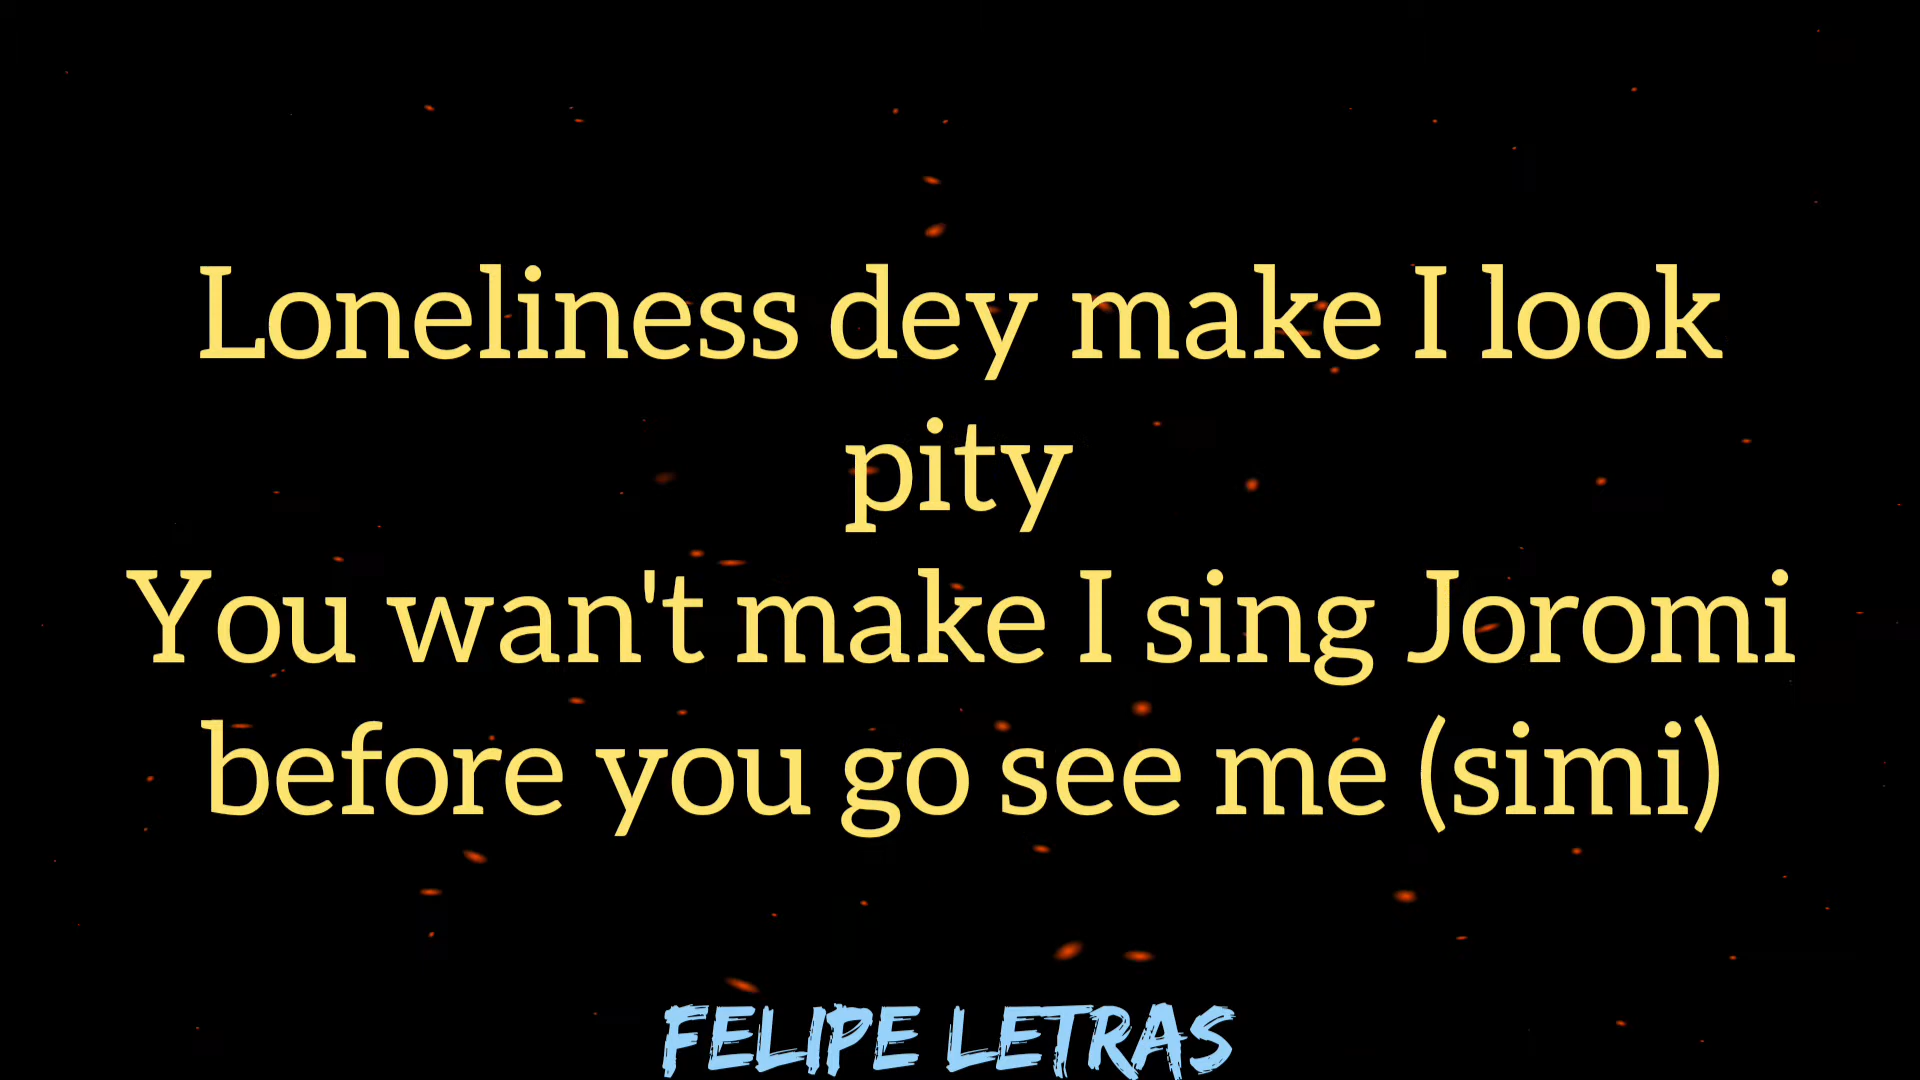 Loneliness dey make I look
pity
You wan't make I sing Joromi
before you go see me (simi)
FELIPE LETRAS